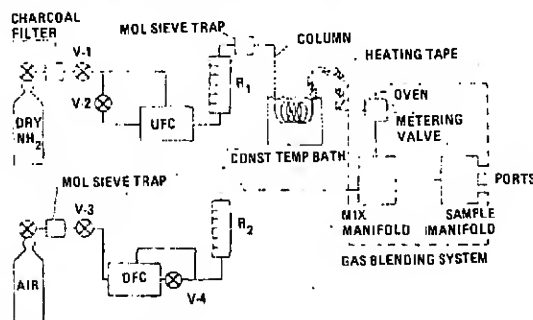 CHARCOAL
FILTER
MOL SIEVE TRAP
COLUMN
V-1
HEATING TAPE
R1
OVEN
V-2
METERING
VALVE
DRY
NH2
UFC
CONST TEMP BATH
MOL SIEVE TRAP
PORTS
V-3
R2
MIX
MANIFOLD
SAMPLE
MANIFOLD
GAS BLENDING SYSTEM
AIR
DFC
V-4